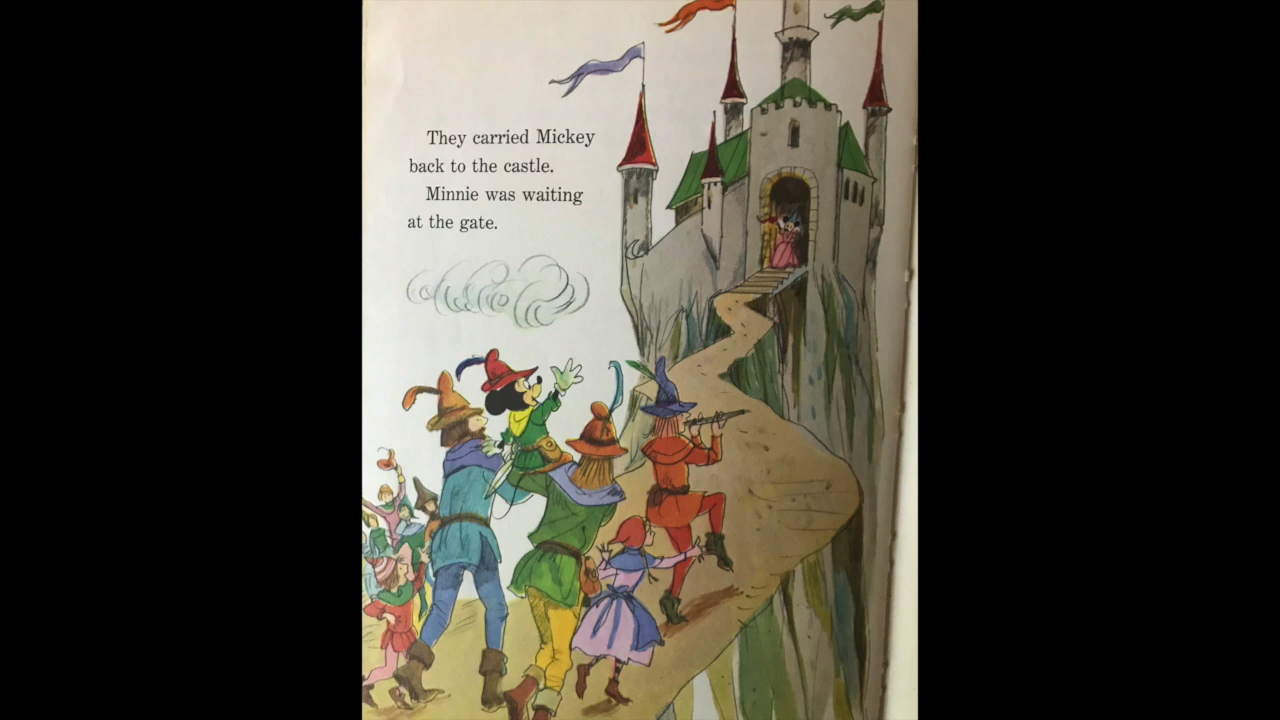 They carried Mickey
back to the castle.
Minnie was waiting
at the gate.